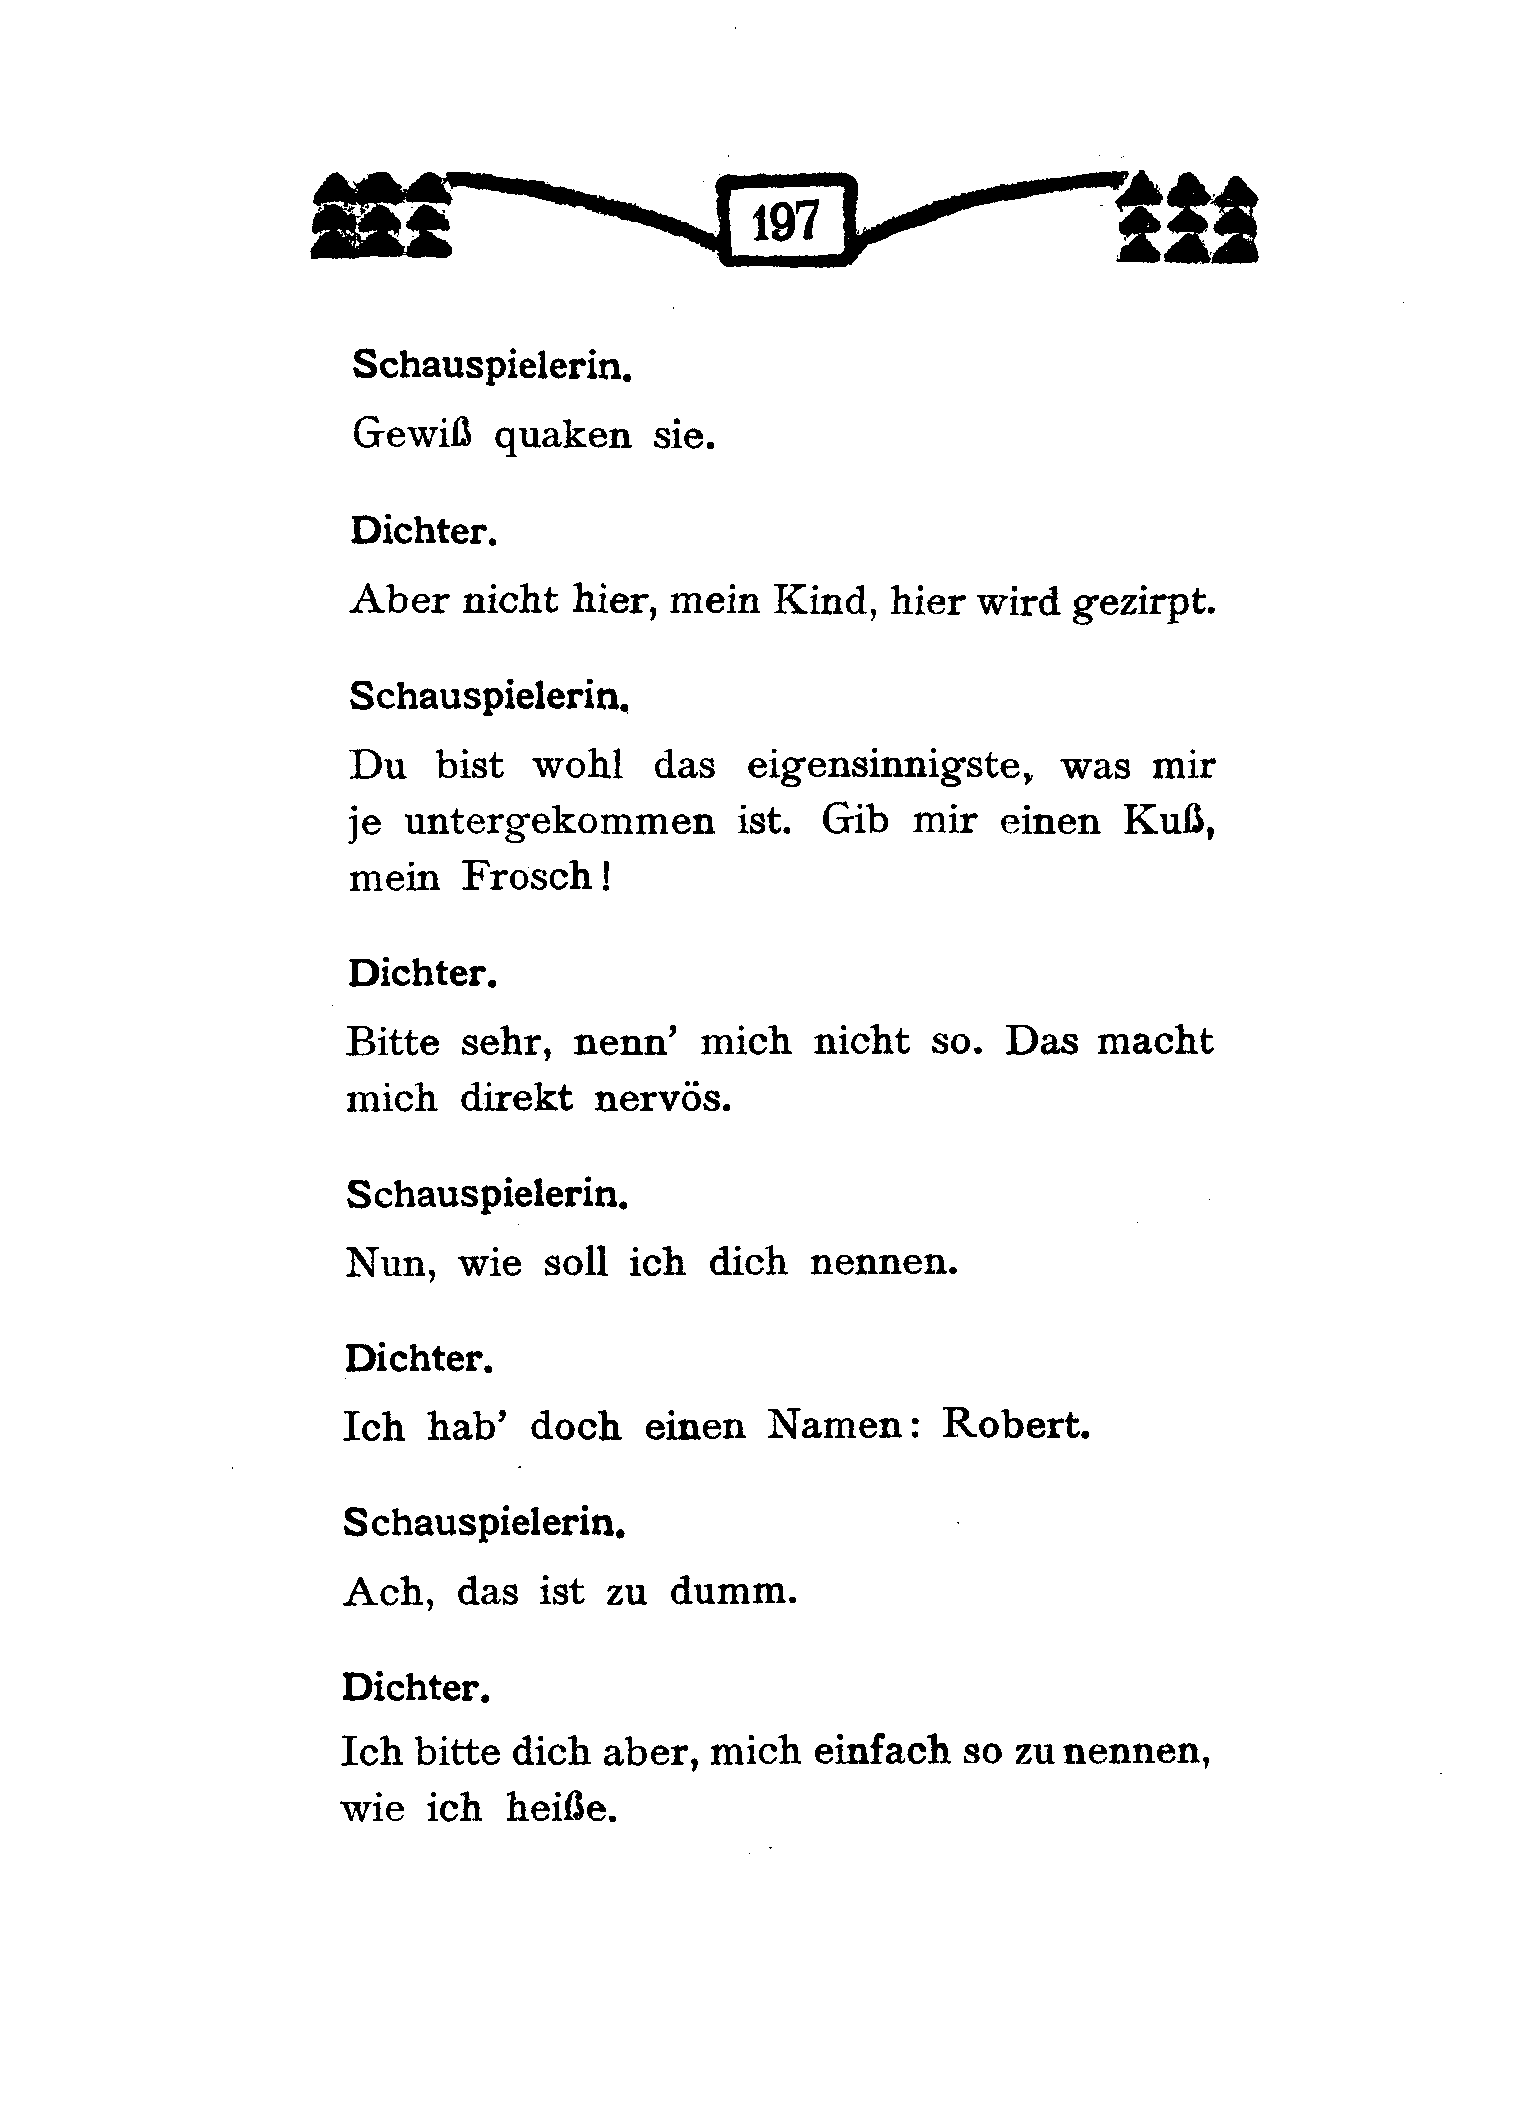 197
Schauspielerin.
Gewiß quaken sie.
Dichter.
Aber nicht hier, mein Kind, hier wird gezirpt.
Schauspielerin.
Du bist wohl das eigensinnigste, was mir
je untergekommen ist. Gib mir einen Kuß,
mein Frosch!
Dichter.
Bitte sehr, nenn’ mich nicht so. Das macht
mich direkt nervös.
Schauspielerin.
Nun, wie soll ich dich nennen.
Dichter.
Ich hab’ doch einen Namen: Robert.
Schauspielerin.
Ach, das ist zu dumm.
Dichter.
Ich bitte dich aber, mich einfach so zu nennen,
wie ich heiße.